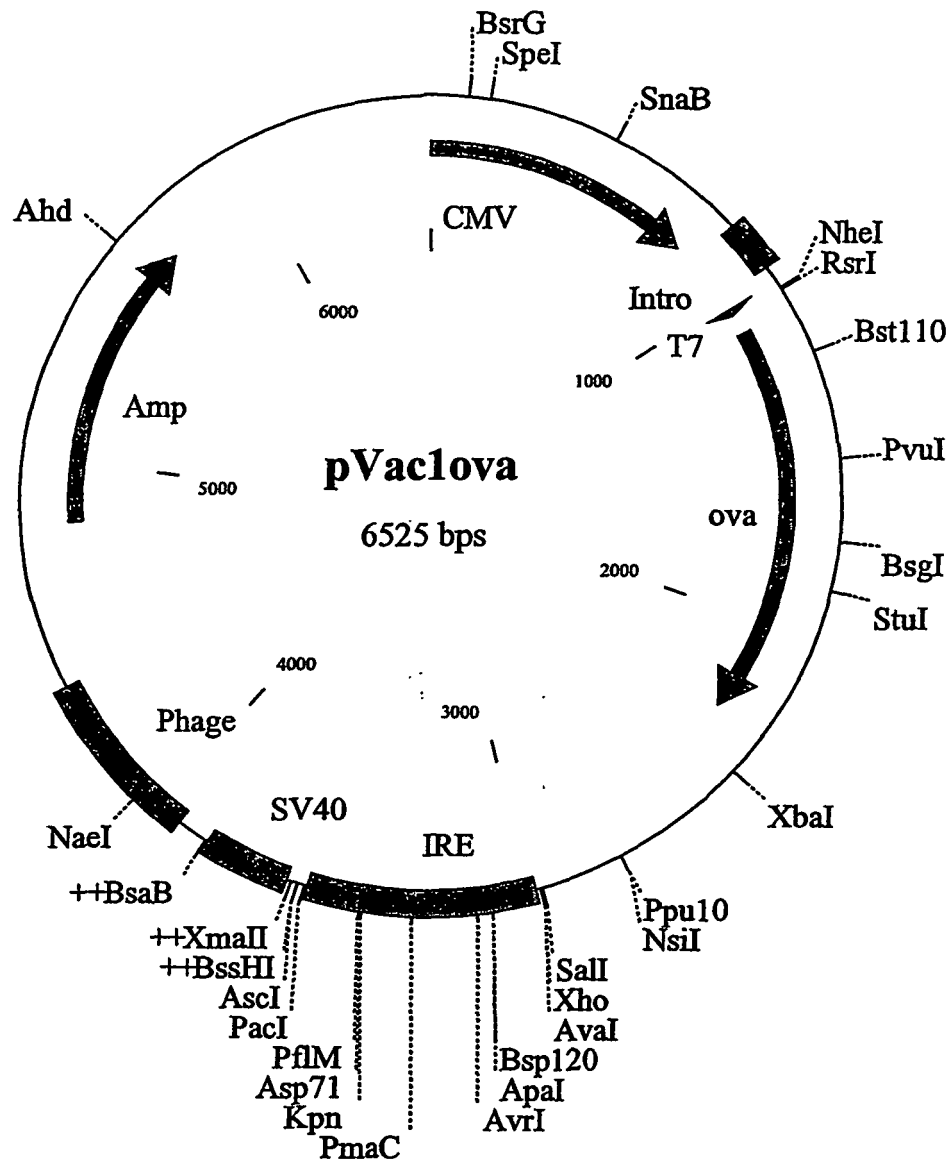 BsrG
SpeI
SnaB
Ahd
CMV
NheI
RsrI
6000
Intro
T7
Bst110
1000
Amp
PvuI
pVac1ova
5000
ova
6525 bps
BsgI
2000
StuI
4000
3000
Phage
XbaI
SV40
NaeI
IRE
++BsaB
Ppu10
NsiI
++XmaII
SalI
++BssHI
Xho
AscI
AvaI
PacI
PflM
Bsp120
Asp71
ApaI
Kpn
AvrI
PmaC